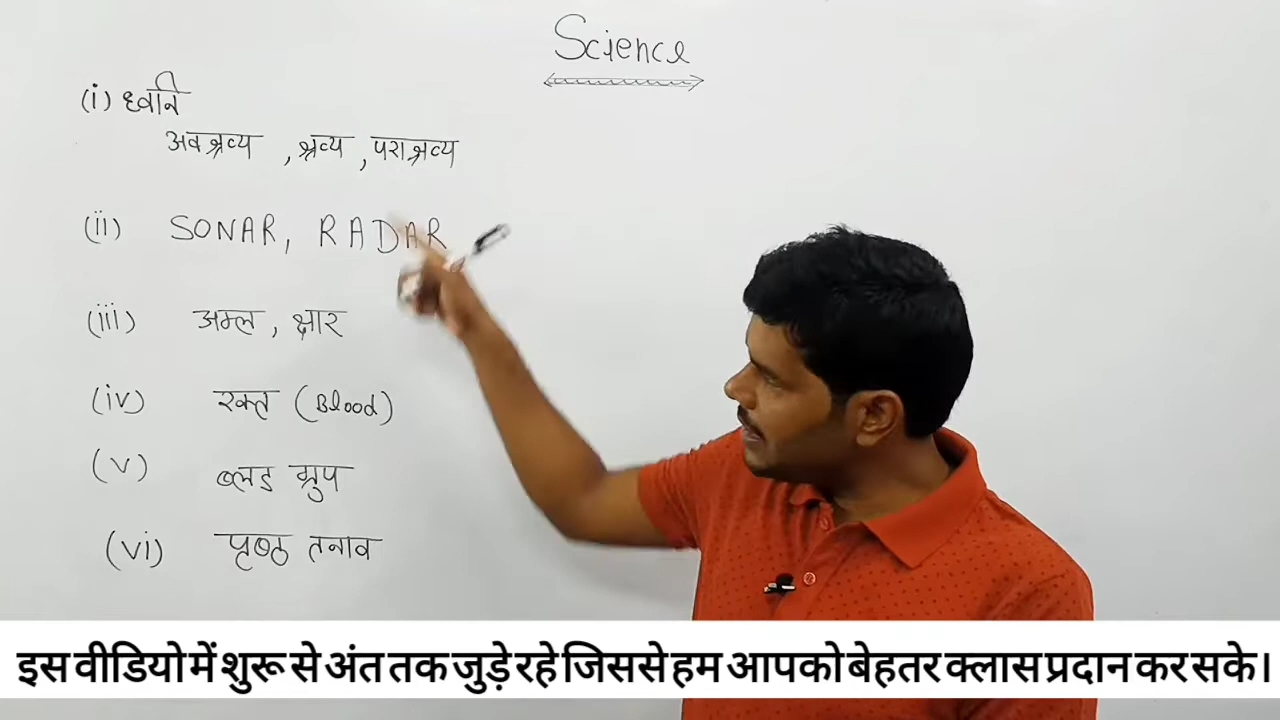 Science
(i) ध्वनि
अवश्रव्य , श्रव्य , पराश्रव्य
(ii) SONAR, RADAR
(iii) अम्ल , क्षार
(iv) रक्त (Blood)
(v) ब्लड ग्रुप
(vi) पृष्ठ तनाव
इस वीडियो में शुरू से अंत तक जुड़े रहे जिससे हम आपको बेहतर क्लास प्रदान कर सके।